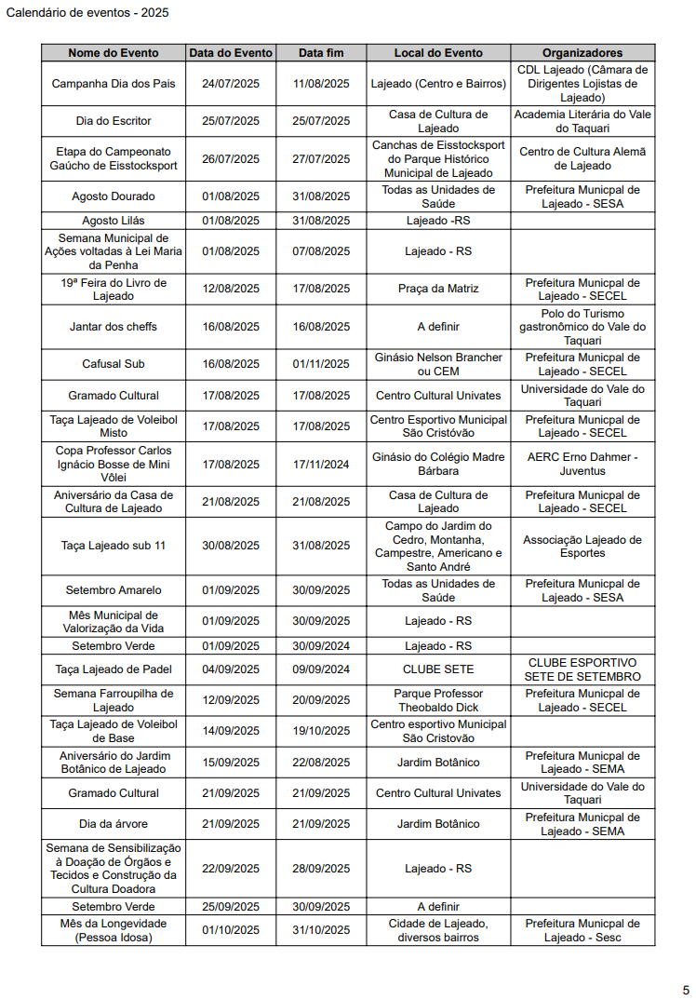 Calendário de eventos - 2025
Nome do Evento Data do Evento Data fim Local do Evento Organizadores
Campanha Dia dos Pais 24/07/2025 11/08/2025 Lajeado (Centro e Bairros) CDL Lajeado (Câmara de
Dirigentes Lojistas de
Lajeado)
Dia do Escritor 25/07/2025 25/07/2025 Casa de Cultura de
Lajeado Academia Literária do Vale
do Taquari
Etapa do Campeonato
Gaúcho de Eisstocksport 26/07/2025 27/07/2025 Canchas de Eisstocksport
do Parque Histórico
Municipal de Lajeado Centro de Cultura Alemã
de Lajeado
Agosto Dourado 01/08/2025 31/08/2025 Todas as Unidades de
Saúde Prefeitura Municpal de
Lajeado - SESA
Agosto Lilás 01/08/2025 31/08/2025 Lajeado -RS
Semana Municipal de
Ações voltadas à Lei Maria
da Penha 01/08/2025 07/08/2025 Lajeado - RS
19ª Feira do Livro de
Lajeado 12/08/2025 17/08/2025 Praça da Matriz Prefeitura Municpal de
Lajeado - SECEL
Jantar dos cheffs 16/08/2025 16/08/2025 A definir Polo do Turismo
gastronômico do Vale do
Taquari
Cafusal Sub 16/08/2025 01/11/2025 Ginásio Nelson Brancher
ou CEM Prefeitura Municpal de
Lajeado - SECEL
Gramado Cultural 17/08/2025 17/08/2025 Centro Cultural Univates Universidade do Vale do
Taquari
Taça Lajeado de Voleibol
Misto 17/08/2025 17/08/2025 Centro Esportivo Municipal
São Cristóvão Prefeitura Municpal de
Lajeado - SECEL
Copa Professor Carlos
Ignácio Bosse de Mini
Vôlei 17/08/2025 17/11/2024 Ginásio do Colégio Madre
Bárbara AERC Erno Dahmer -
Juventus
Aniversário da Casa de
Cultura de Lajeado 21/08/2025 21/08/2025 Casa de Cultura de
Lajeado Prefeitura Municpal de
Lajeado - SECEL
Taça Lajeado sub 11 30/08/2025 31/08/2025 Campo do Jardim do
Cedro, Montanha,
Campestre, Americano e
Santo André Associação Lajeado de
Esportes
Setembro Amarelo 01/09/2025 30/09/2025 Todas as Unidades de
Saúde Prefeitura Municpal de
Lajeado - SESA
Mês Municipal de
Valorização da Vida 01/09/2025 30/09/2025 Lajeado - RS
Setembro Verde 01/09/2025 30/09/2024 Lajeado - RS
Taça Lajeado de Padel 04/09/2025 09/09/2024 CLUBE SETE CLUBE ESPORTIVO
SETE DE SETEMBRO
Semana Farroupilha de
Lajeado 12/09/2025 20/09/2025 Parque Professor
Theobaldo Dick Prefeitura Municpal de
Lajeado - SECEL
Taça Lajeado de Voleibol
de Base 14/09/2025 19/10/2025 Centro esportivo Municipal
São Cristovão
Aniversário do Jardim
Botânico de Lajeado 15/09/2025 22/08/2025 Jardim Botânico Prefeitura Municpal de
Lajeado - SEMA
Gramado Cultural 21/09/2025 21/09/2025 Centro Cultural Univates Universidade do Vale do
Taquari
Dia da árvore 21/09/2025 21/09/2025 Jardim Botânico Prefeitura Municpal de
Lajeado - SEMA
Semana de Sensibilização
à Doação de Órgãos e
Tecidos e Construção da
Cultura Doadora 22/09/2025 28/09/2025 Lajeado - RS
Setembro Verde 25/09/2025 30/09/2025 A definir
Mês da Longevidade
(Pessoa Idosa) 01/10/2025 31/10/2025 Cidade de Lajeado,
diversos bairros Prefeitura Muncpal de
Lajeado - Sesc
5